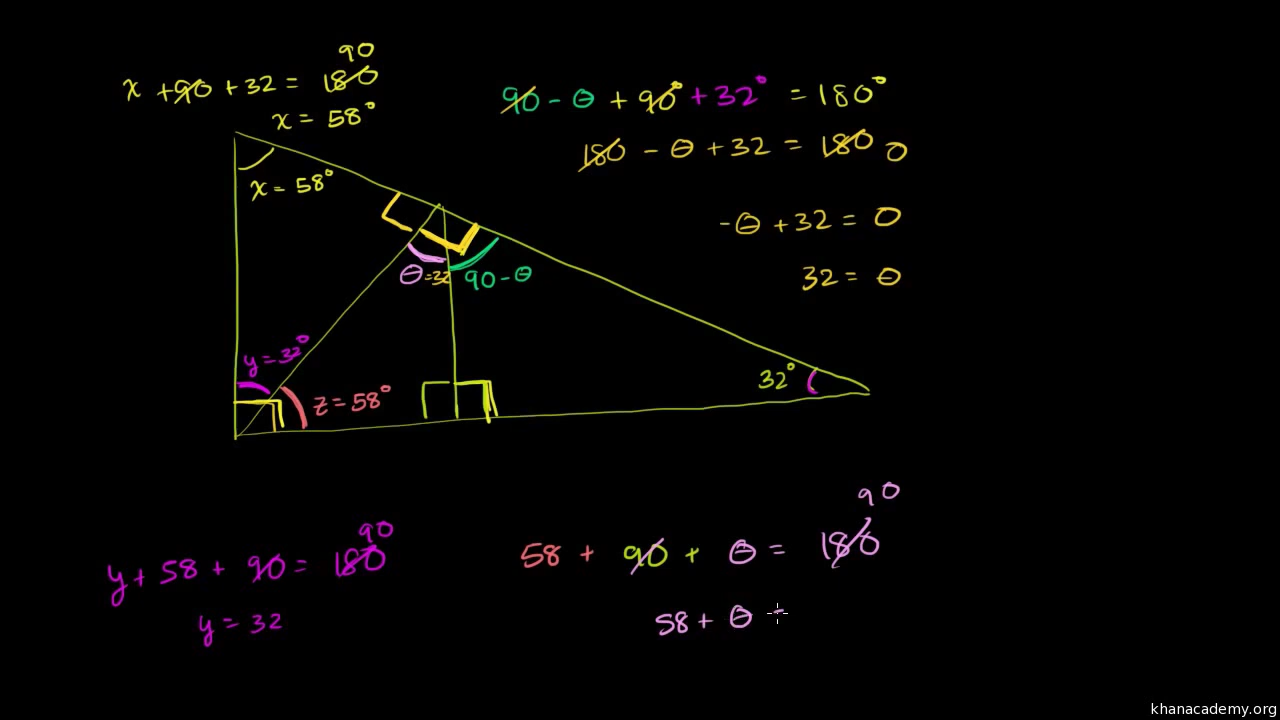 90
x + 90 + 32 = 180
x = 58°
90 - θ + 90° + 32° = 180°
180 - θ + 32 = 180 0
-θ + 32 = 0
32 = θ
x = 58°
θ = 32
90 - θ
y = 32°
z = 58°
32°
90
y + 58 + 90 = 180
y = 32
90
58 + 90 + θ = 180
58 + θ =
khanacademy.org